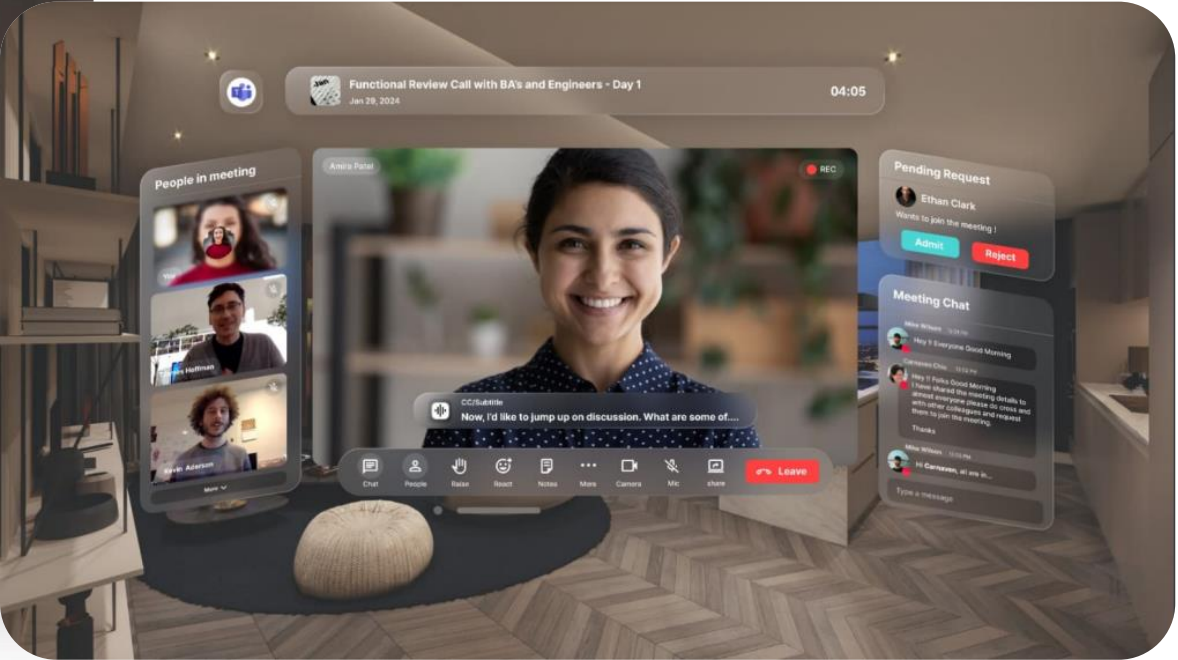 Functional Review Call with BA's and Engineers - Day 1
Jan 29, 2024
04:05
People in meeting
You
Hoffman
Kevin Aderson
More
Amira Patel
REC
CC/Subtitle
Now, I'd like to jump up on discussion. What are some of....
Chat
People
Raise
React
Notes
More
Camera
Mic
share
Leave
Pending Request
Ethan Clark
Wants to join the meeting !
Admit
Reject
Meeting Chat
Mike Wilson
Hey !! Everyone Good Morning
Hey !! Folks Good Morning
I have shared the meeting details to
almost everyone please do cross and
with other colleagues and request
them to join the meeting.
Thanks
Mike Wilson
Hi Carnaven, all are in...
Type a message